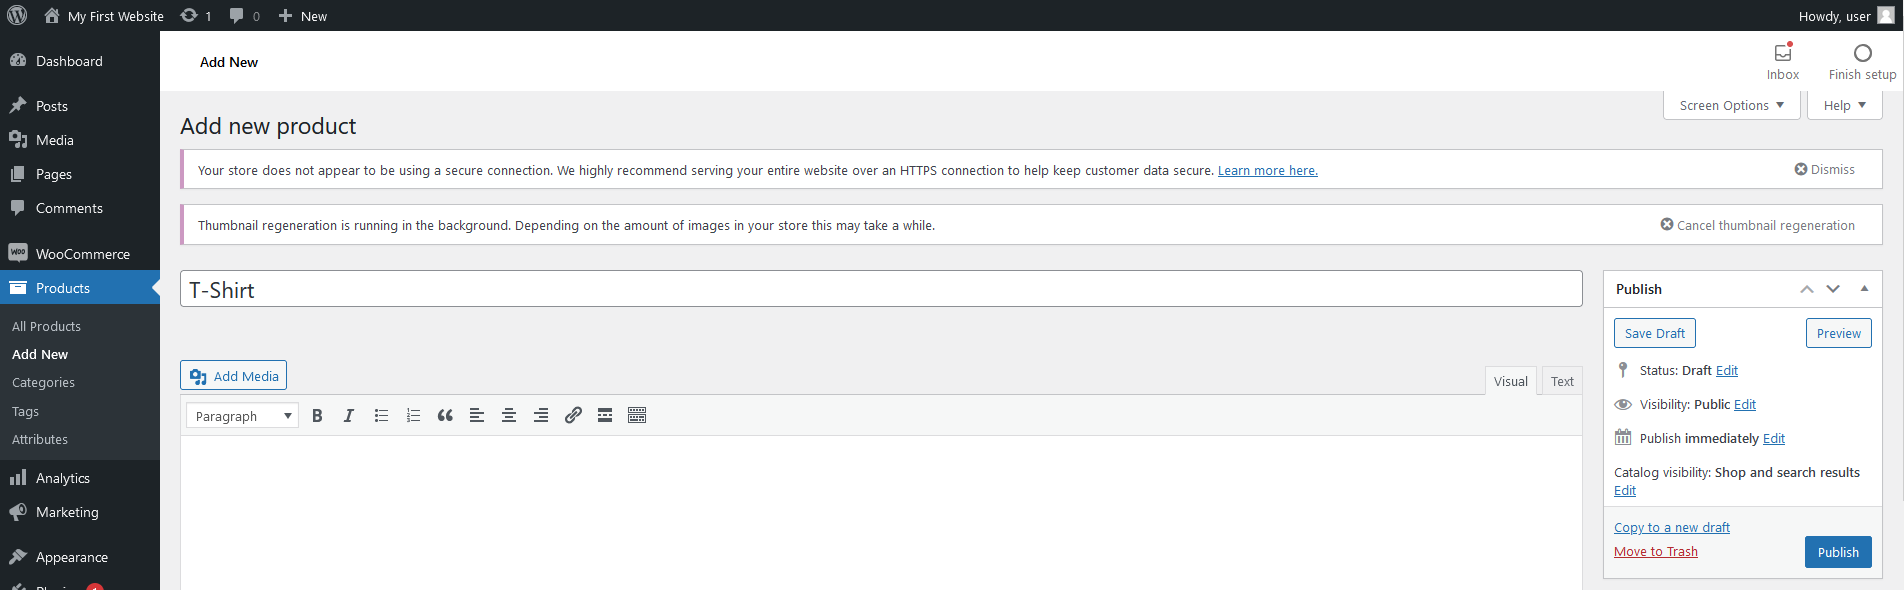 My First Website 1 0 New Howdy, user
Dashboard
Posts
Media
Pages
Comments
WOO WooCommerce
Products
All Products
Add New
Categories
Tags
Attributes
Analytics
Marketing
Appearance
Add New
Inbox
Finish setup
Screen Options
Help
Add new product
Your store does not appear to be using a secure connection. We highly recommend serving your entire website over an HTTPS connection to help keep customer data secure. Learn more here.
Dismiss
Thumbnail regeneration is running in the background. Depending on the amount of images in your store this may take a while.
Cancel thumbnail regeneration
T-Shirt
Add Media
Visual Text
Paragraph B I
Publish
Save Draft Preview
Status: Draft Edit
Visibility: Public Edit
Publish immediately Edit
Catalog visibility: Shop and search results
Edit
Copy to a new draft
Move to Trash
Publish